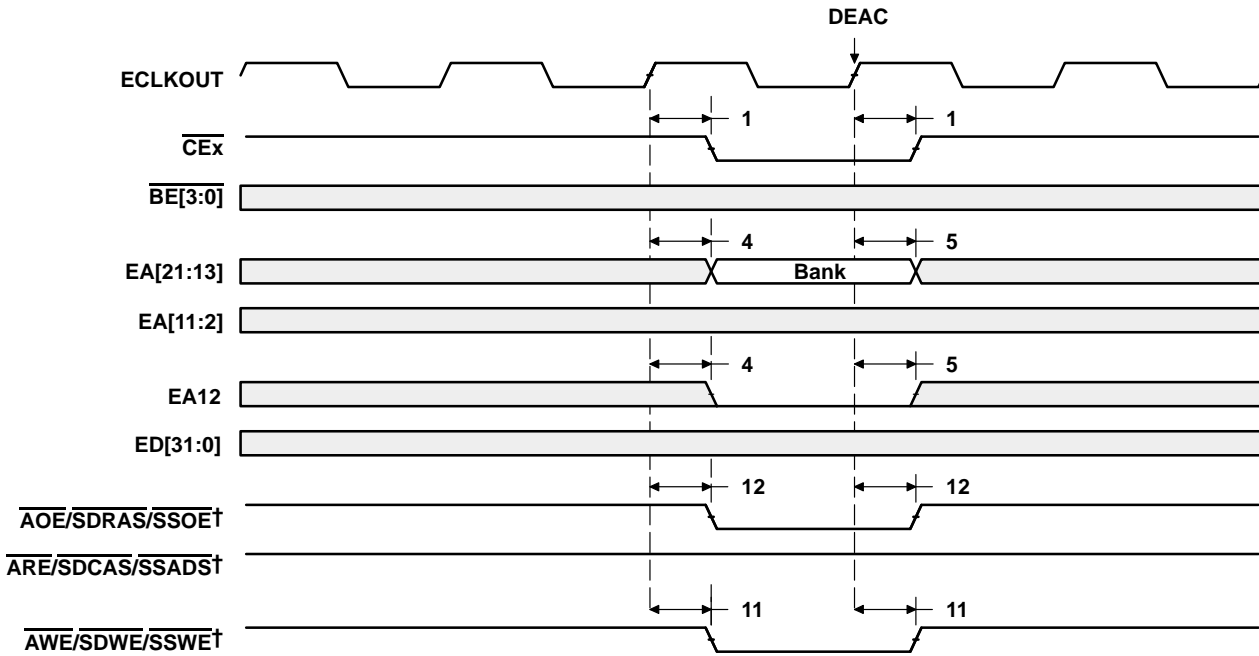 DEAC
ECLKOUT
1 1
CEx
BE[3:0]
4 5
EA[21:13] Bank
EA[11:2]
4 5
EA12
ED[31:0]
12 12
AOE/SDRAS/SSOE†
ARE/SDCAS/SSADS†
11 11
AWE/SDWE/SSWE†